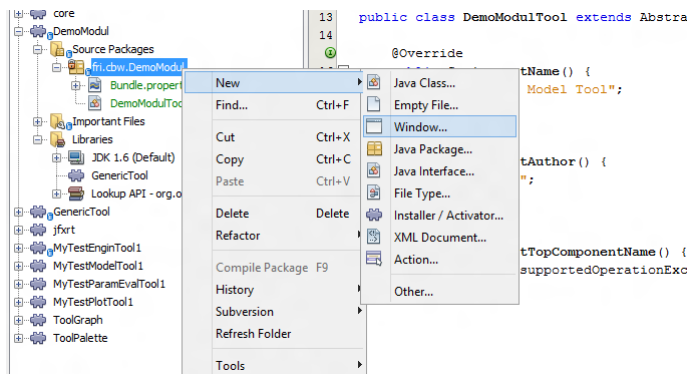 core
DemoModul
Source Packages
fri.cbw.DemoModul
Bundle.propert
DemoModulToo
Important Files
Libraries
JDK 1.6 (Default)
GenericTool
Lookup API - org.o
GenericTool
jfxrt
MyTestEnginTool1
MyTestModelTool1
MyTestParamEvalTool1
MyTestPlotTool1
ToolGraph
ToolPalette
New
Find... Ctrl+F
Cut Ctrl+X
Copy Ctrl+C
Paste Ctrl+V
Delete Delete
Refactor
Compile Package F9
History
Subversion
Refresh Folder
Tools
Java Class...
Empty File...
Window...
Java Package...
Java Interface...
File Type...
Installer / Activator...
XML Document...
Action...
Other...
13 public class DemoModulTool extends Abstra
14
@Override
ntName() {
Model Tool";
tAuthor() {
";
tTopComponentName() {
supportedOperationExc